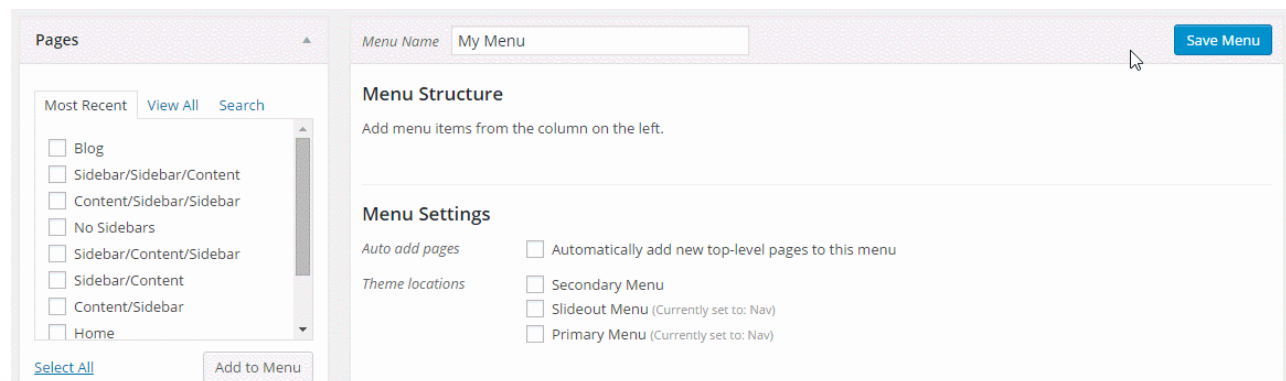 Pages
Most Recent View All Search
Blog
Sidebar/Sidebar/Content
Content/Sidebar/Sidebar
No Sidebars
Sidebar/Content/Sidebar
Sidebar/Content
Content/Sidebar
Home
Select All Add to Menu
Menu Name My Menu Save Menu
Menu Structure
Add menu items from the column on the left.
Menu Settings
Auto add pages Automatically add new top-level pages to this menu
Theme locations Secondary Menu
Slideout Menu (Currently set to: Nav)
Primary Menu (Currently set to: Nav)